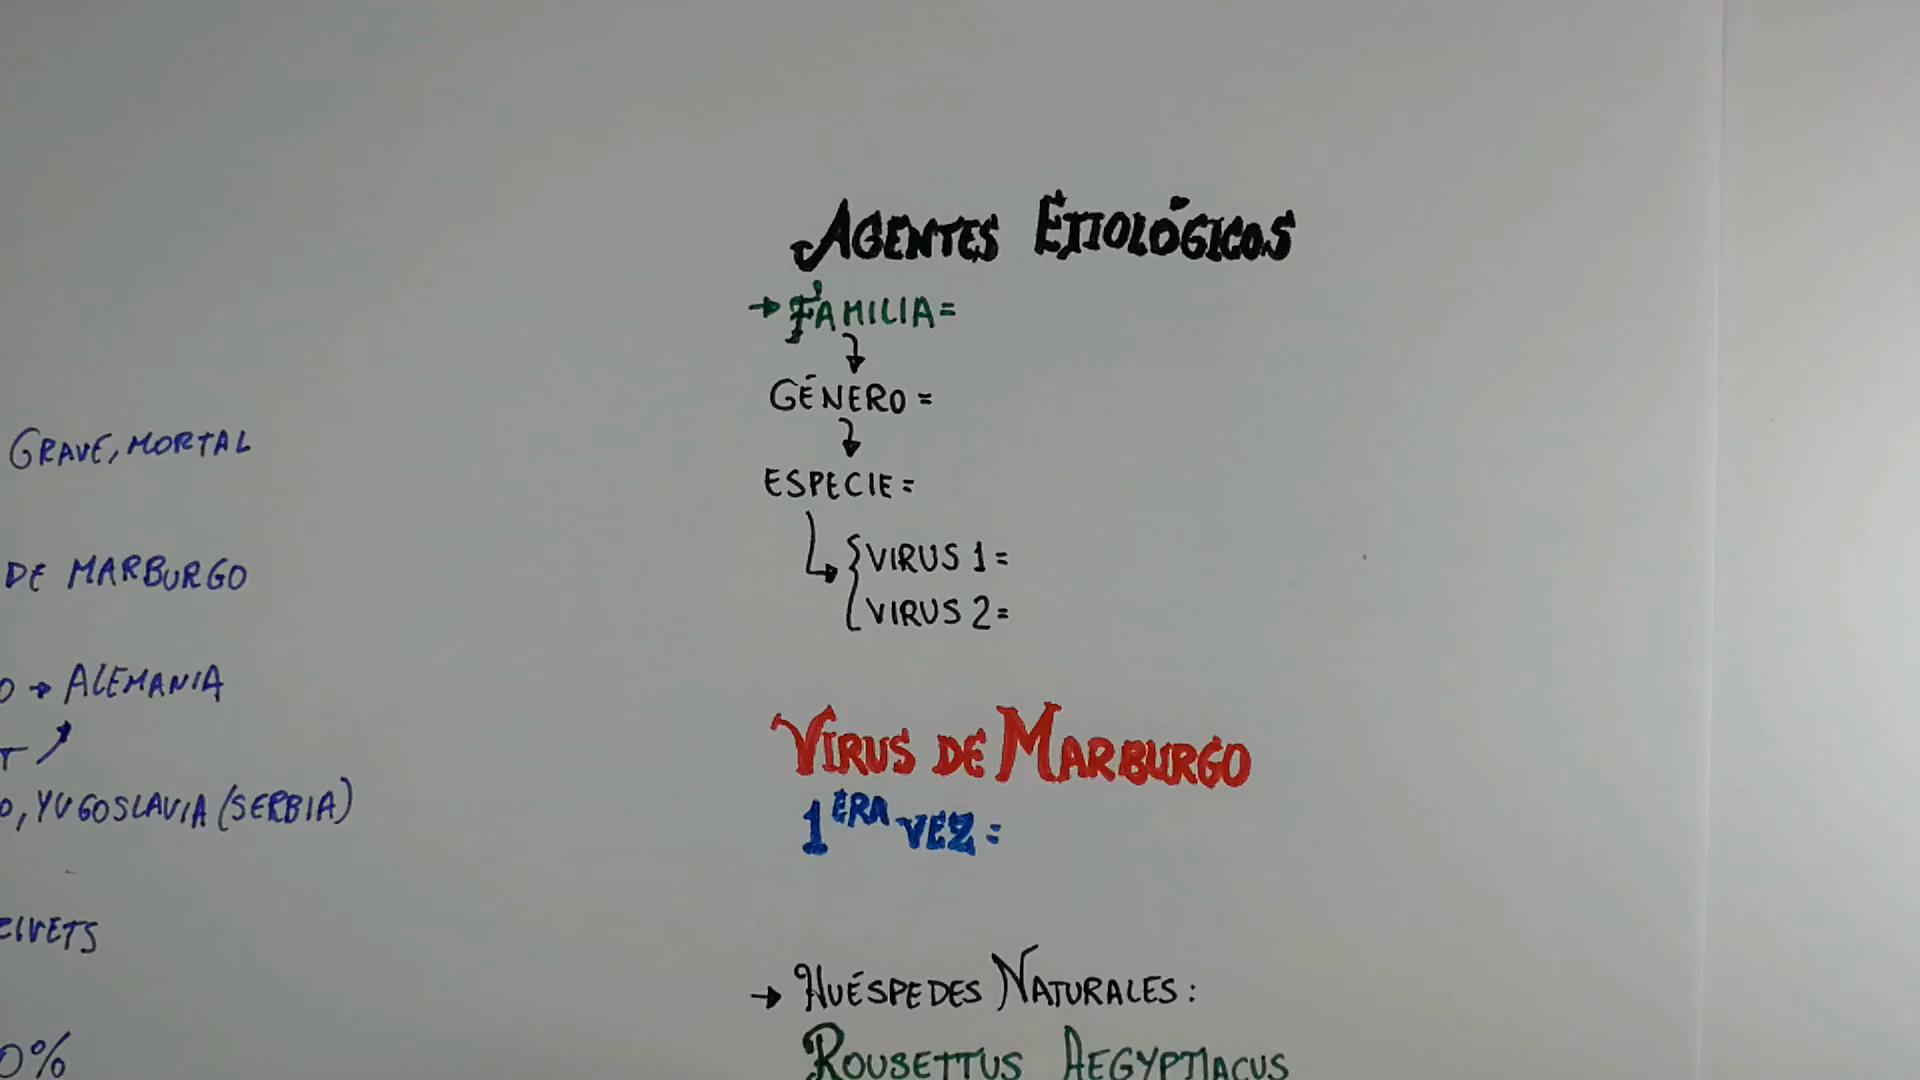 GRAVE, MORTAL
DE MARBURGO
→ ALEMANIA
, YUGOSLAVIA (SERBIA)
0%
AGENTES ETIOLÓGICOS
→ FAMILIA=
GÉNERO =
ESPECIE=
VIRUS 1=
VIRUS 2=
VIRUS DE MARBURGO
1ERA VEZ:
→ HUÉSPEDES NATURALES:
ROUSETTUS AEGYPTIACUS